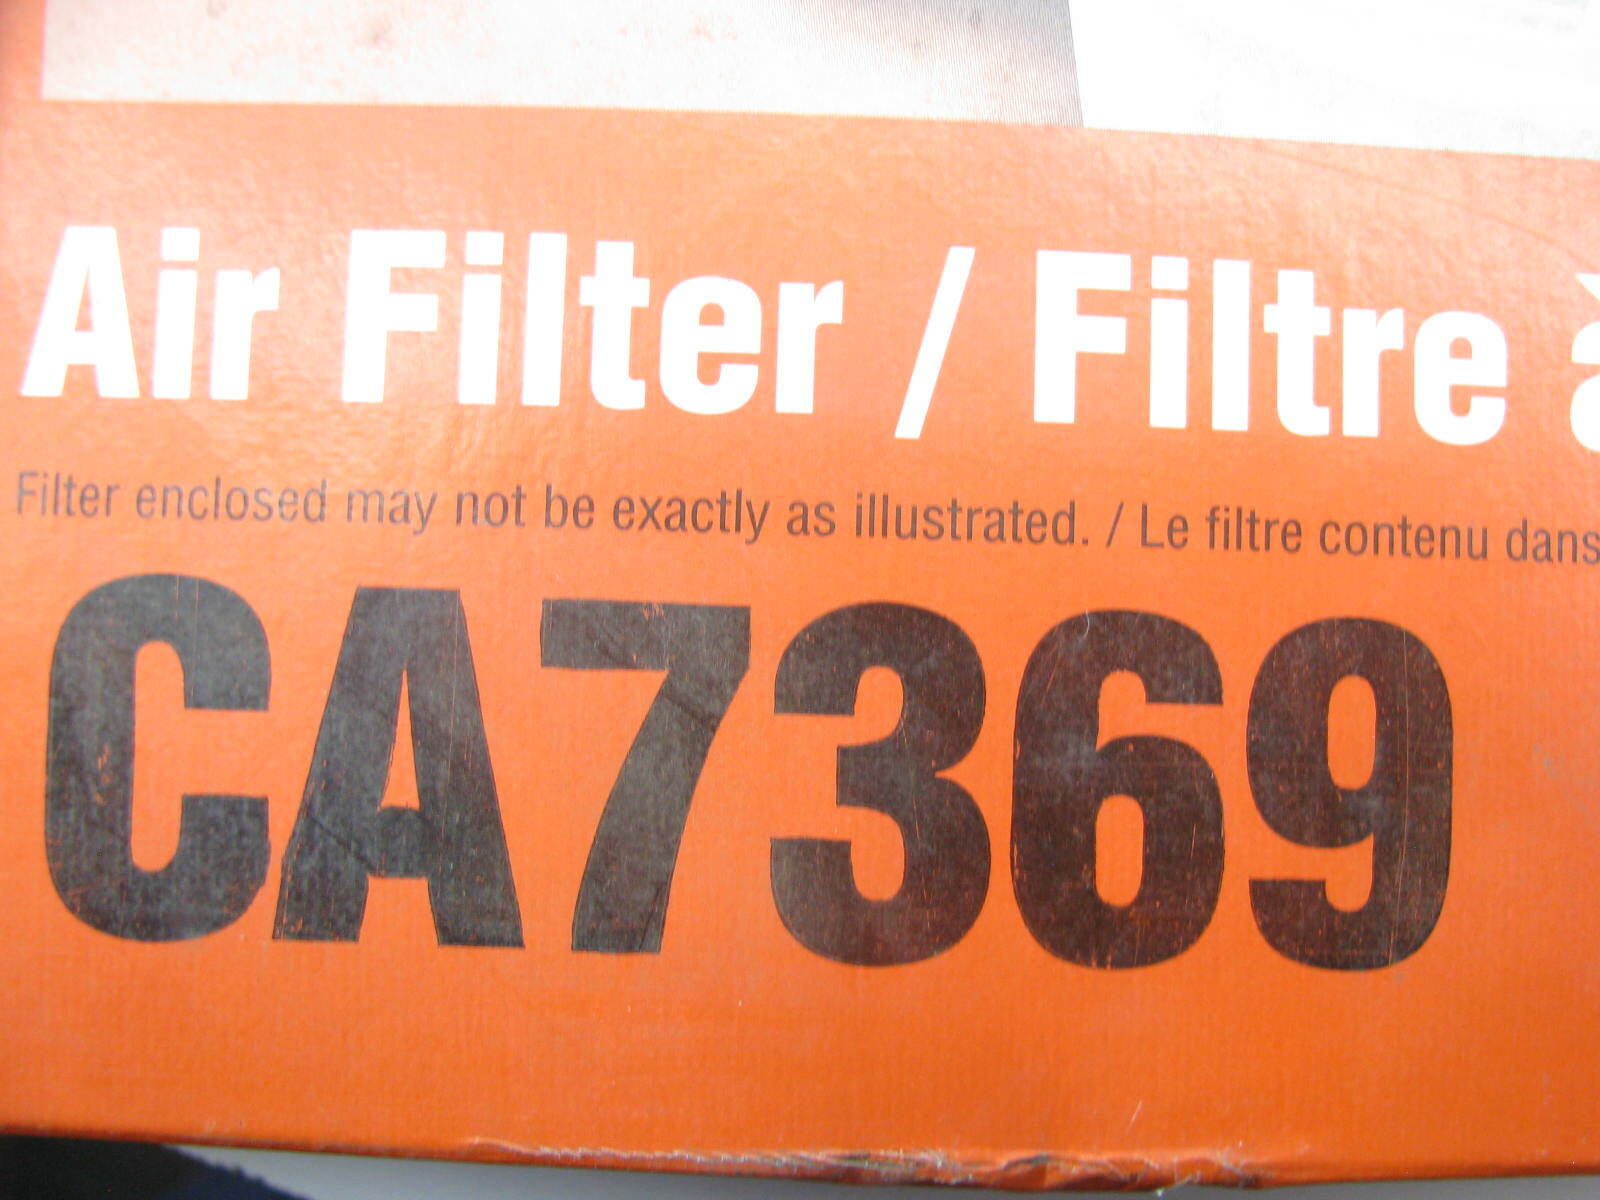 Air Filter / Filtre à
Filter enclosed may not be exactly as illustrated. / Le filtre contenu dans
CA7369